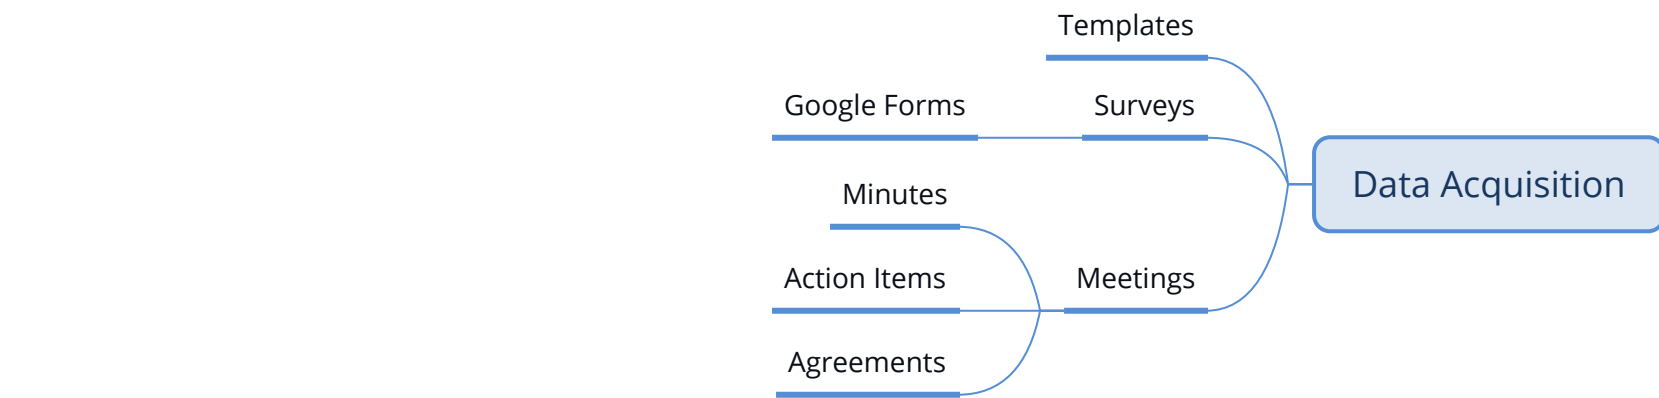 Templates
Google Forms
Surveys
Data Acquisition
Minutes
Action Items
Meetings
Agreements